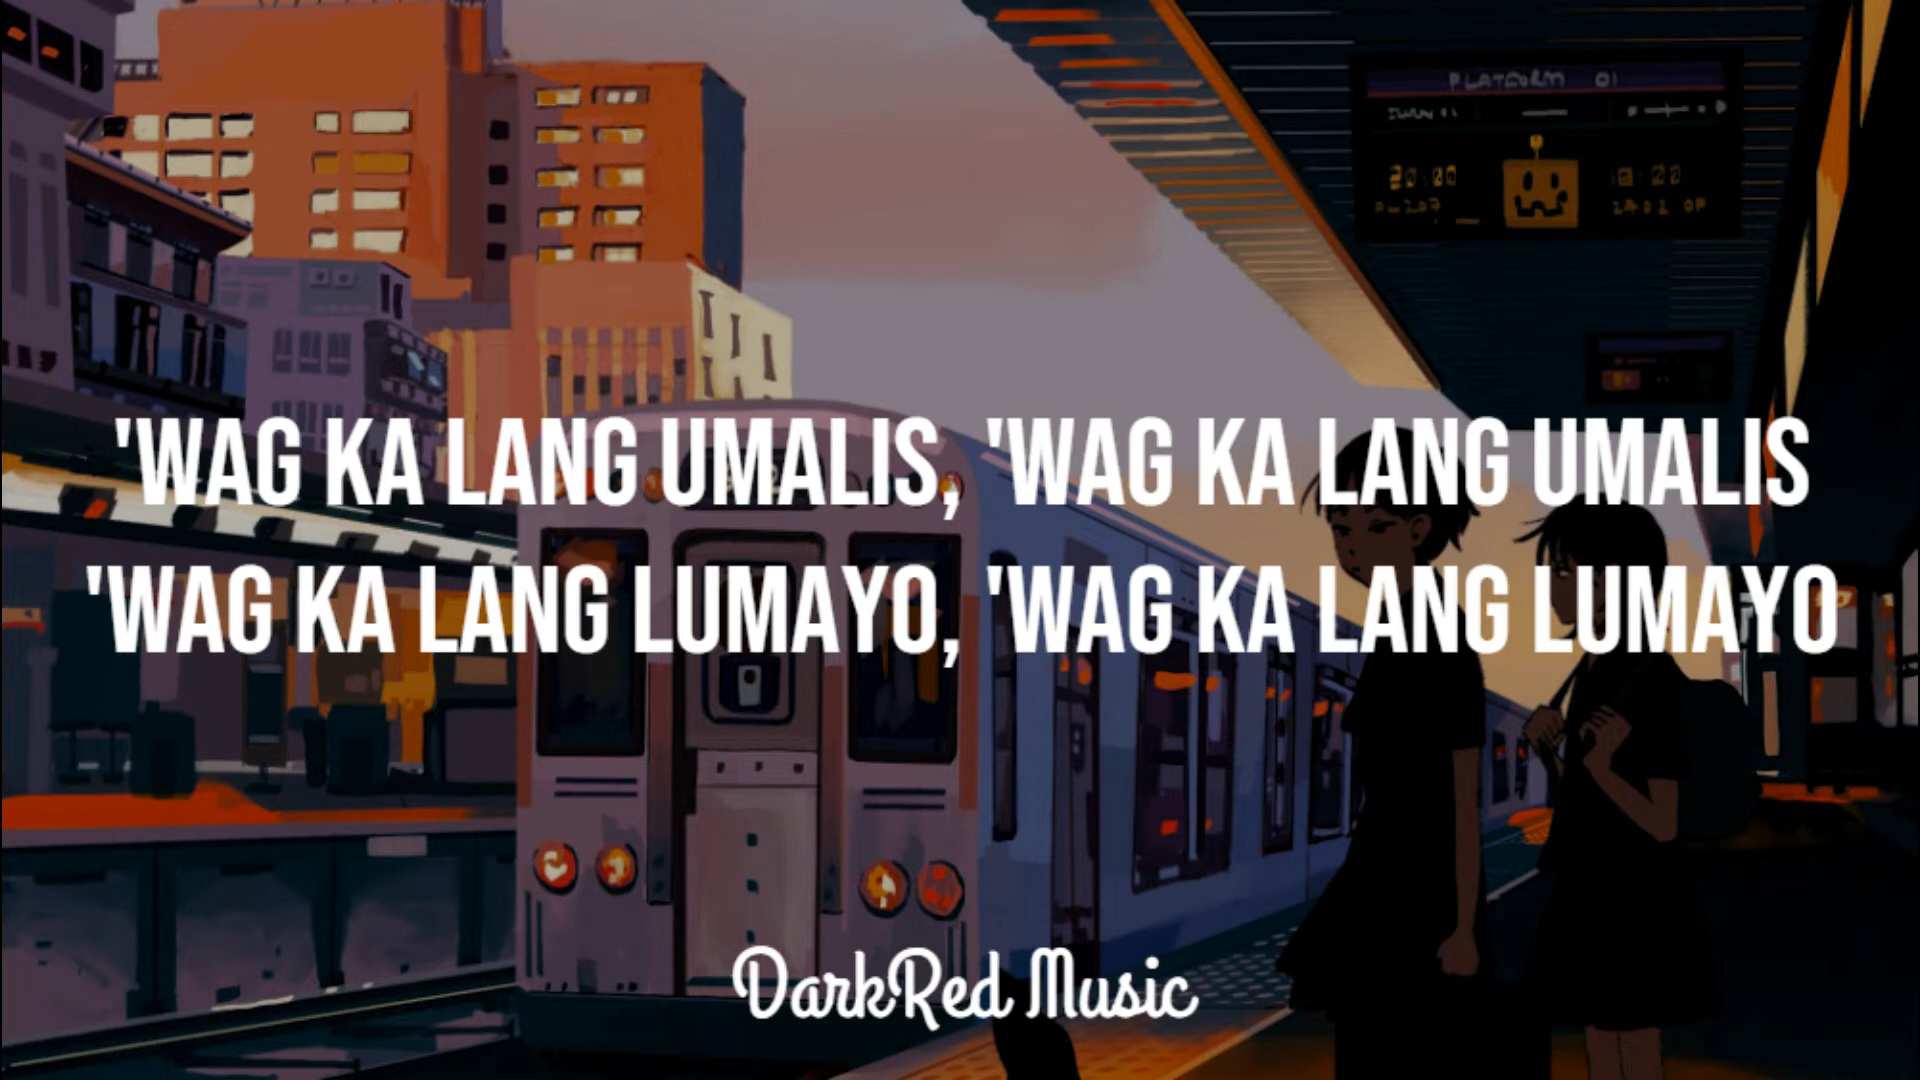 PLATFORM 01
'WAG KA LANG UMALIS, 'WAG KA LANG UMALIS
'WAG KA LANG LUMAYO, 'WAG KA LANG LUMAYO
DarkRed Music